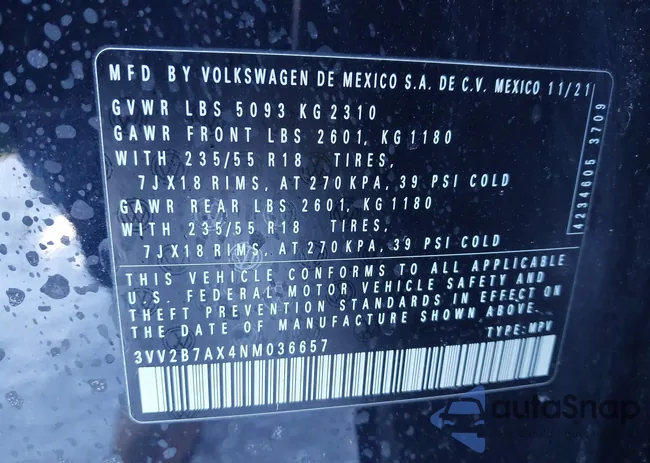 MFD BY VOLKSWAGEN DE MEXICO S.A. DE C.V. MEXICO 11/21
GVWR LBS 5093 KG 2310
GAWR FRONT LBS 2601, KG 1180
WITH 235/55 R18 TIRES,
7JX18 RIMS, AT 270 KPA, 39 PSI COLD
GAWR REAR LBS 2601, KG 1180
WITH 235/55 R18 TIRES,
7JX18 RIMS, AT 270 KPA, 39 PSI COLD
4234605 3709
THIS VEHICLE CONFORMS TO ALL APPLICABLE
U.S. FEDERAL MOTOR VEHICLE SAFETY AND
THEFT PREVENTION STANDARDS IN EFFECT ON
THE DATE OF MANUFACTURE SHOWN ABOVE.
TYPE: MPV
3VV2B7AX4NM036657
autoSnap